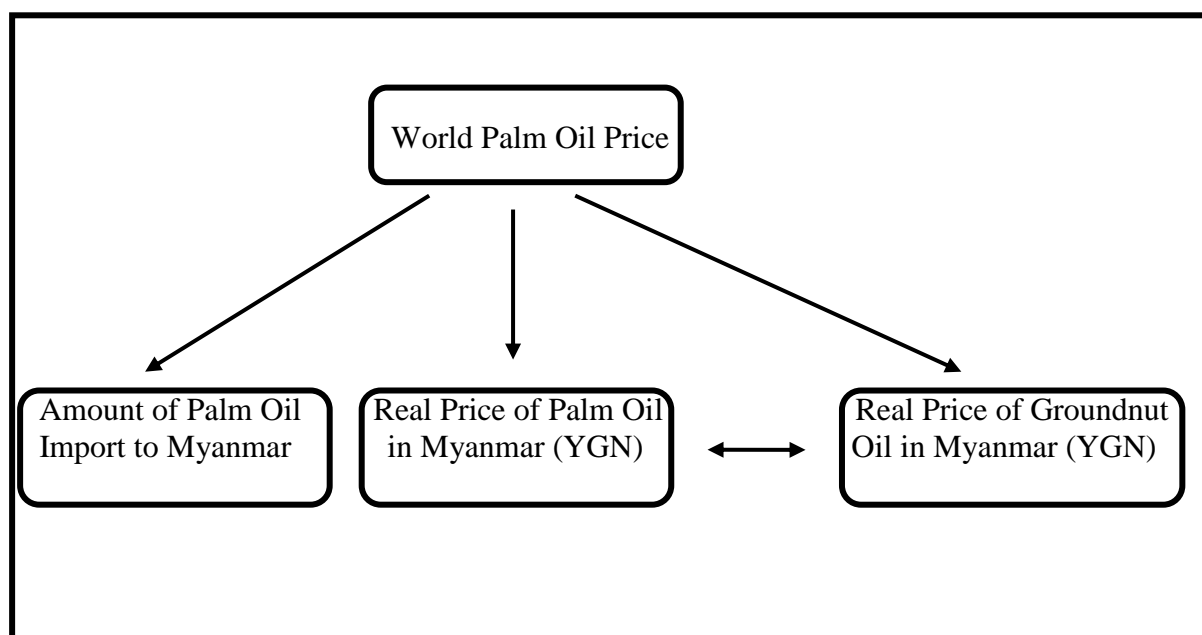 World Palm Oil Price
Amount of Palm Oil
Import to Myanmar
Real Price of Palm Oil
in Myanmar (YGN)
Real Price of Groundnut
Oil in Myanmar (YGN)